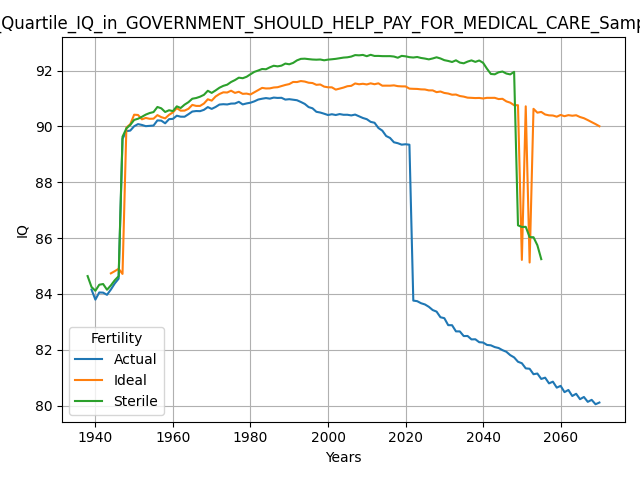 _Quartile_IQ_in_GOVERNMENT_SHOULD_HELP_PAY_FOR_MEDICAL_CARE_Samp
92
90
88
86
84
82
80
IQ
Fertility
Actual
Ideal
Sterile
1940 1960 1980 2000 2020 2040 2060
Years